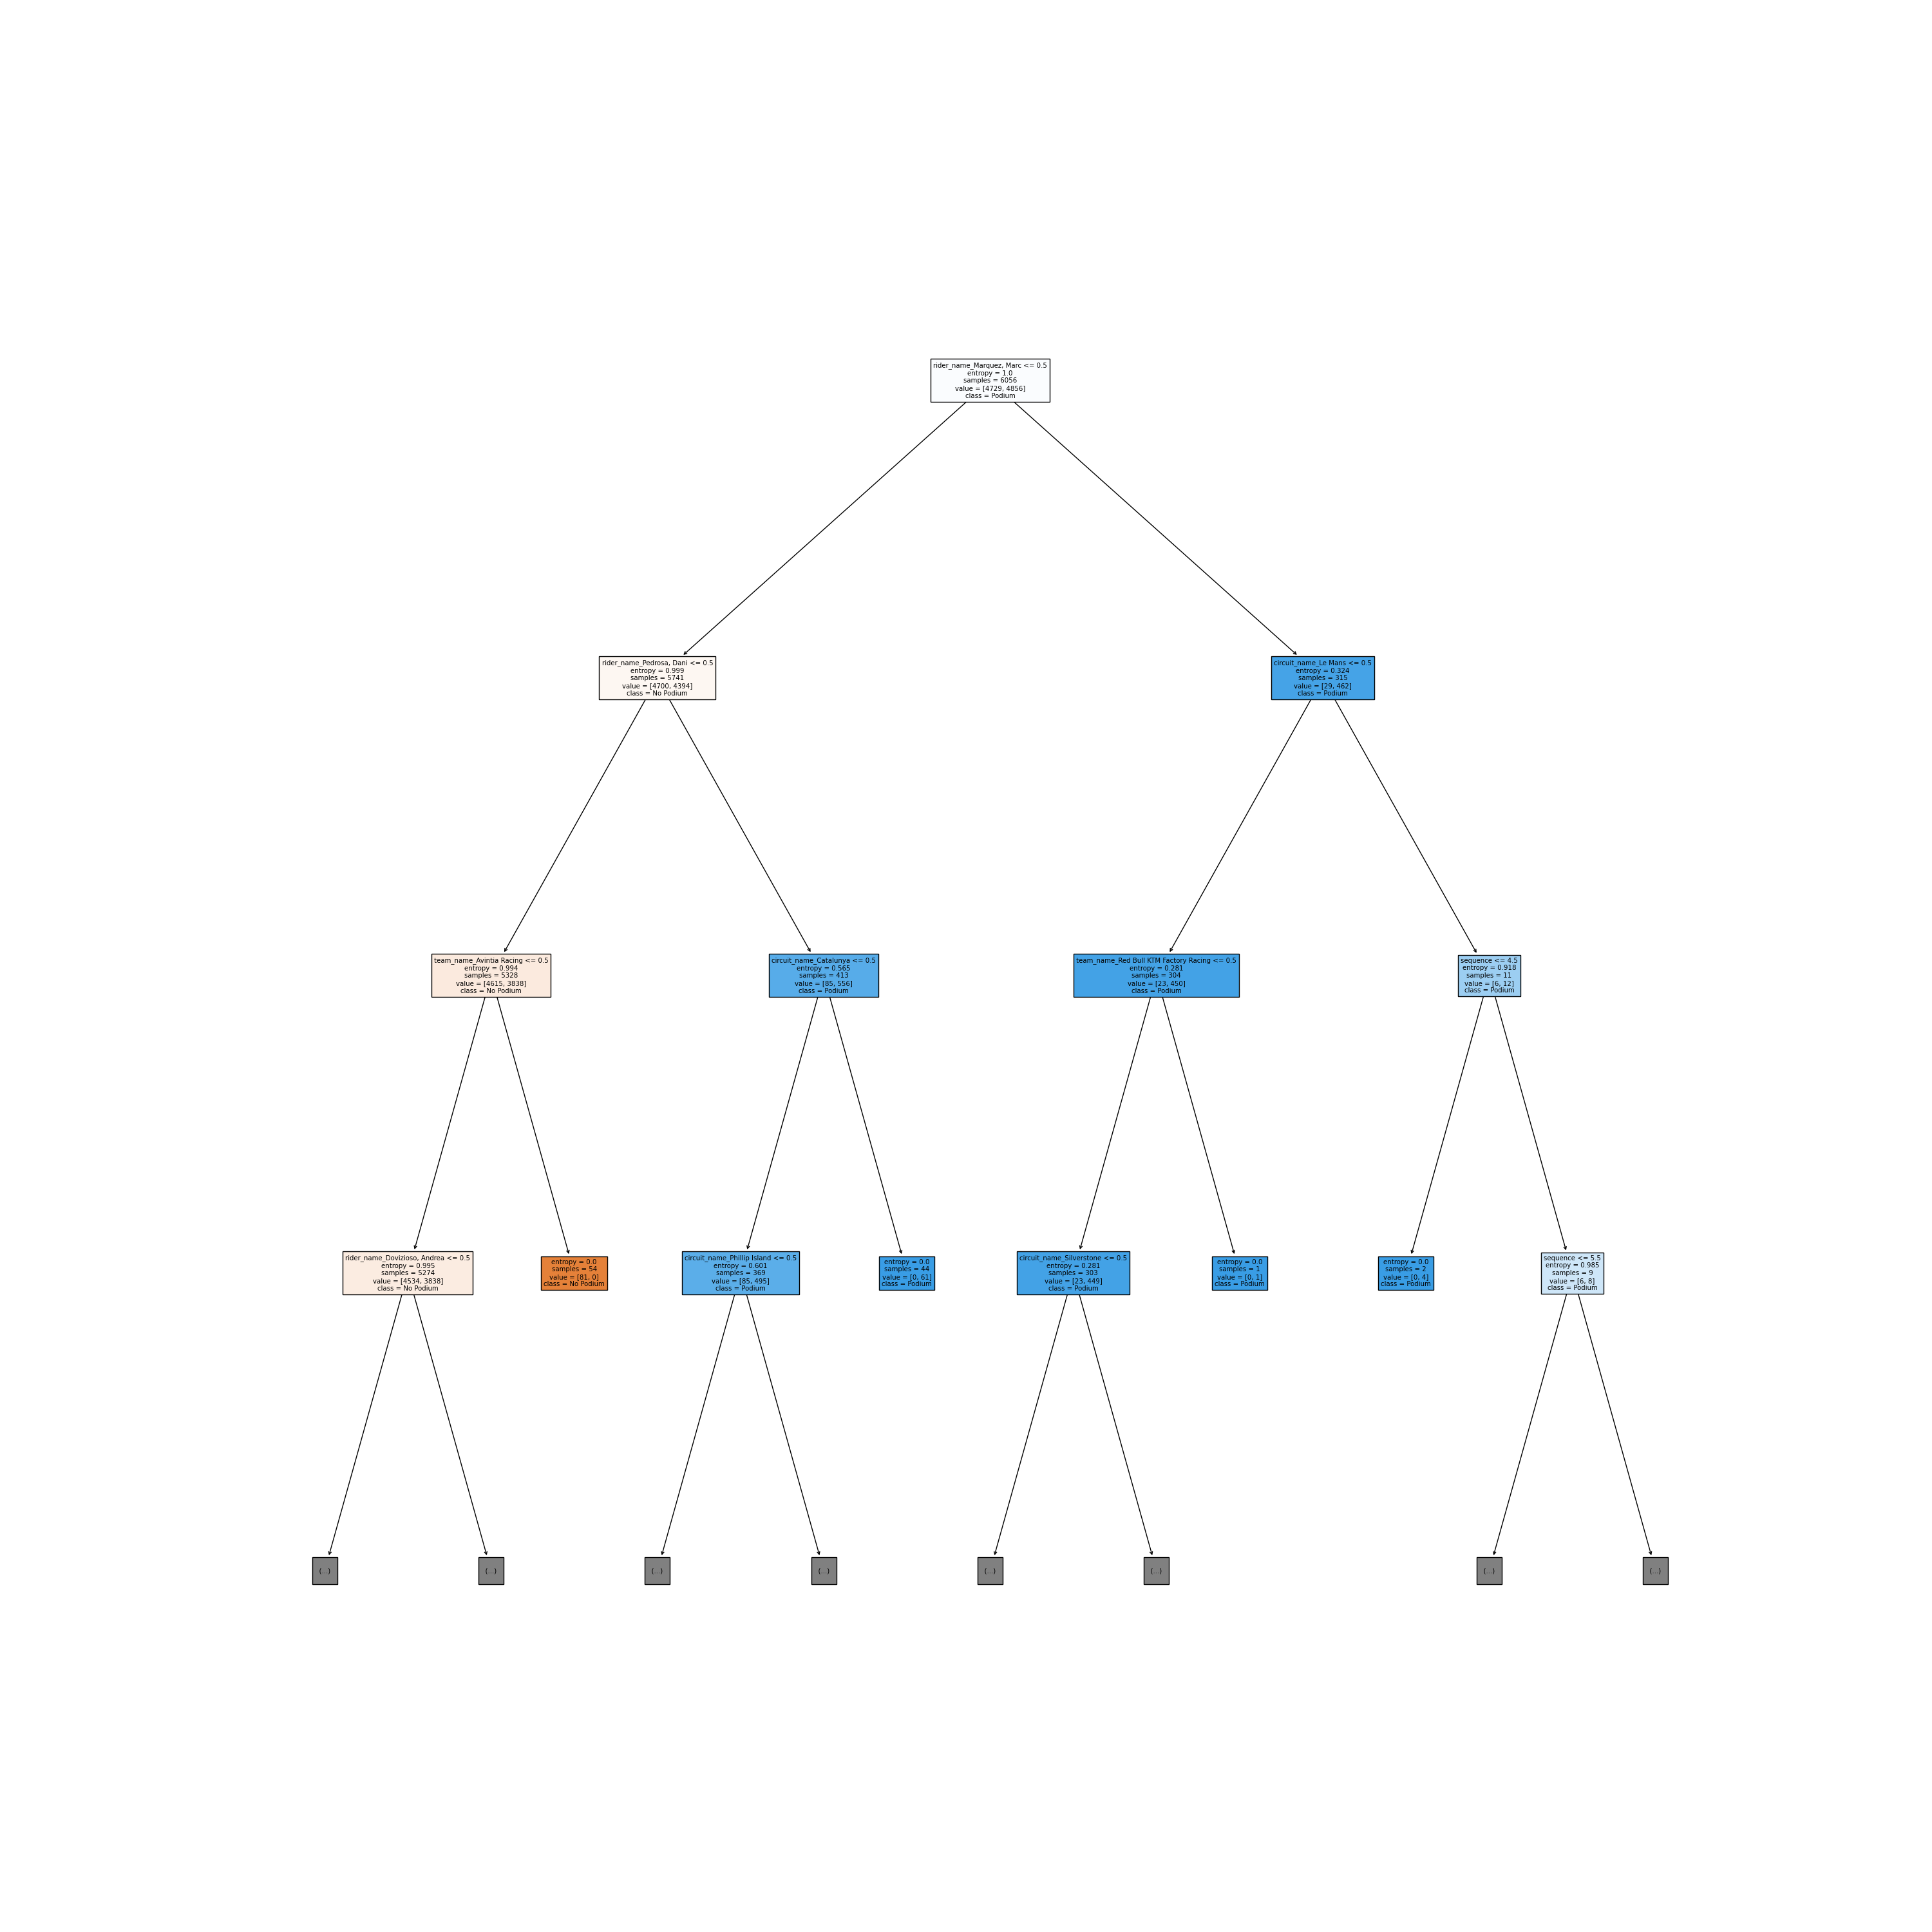 rider_name_Marquez, Marc <= 0.5
entropy = 1.0
samples = 6056
value = [4729, 4856]
class = Podium
rider_name_Pedrosa, Dani <= 0.5
entropy = 0.999
samples = 5741
value = [4700, 4394]
class = No Podium
circuit_name_Le Mans <= 0.5
entropy = 0.324
samples = 315
value = [29, 462]
class = Podium
team_name_Avintia Racing <= 0.5
entropy = 0.994
samples = 5328
value = [4615, 3838]
class = No Podium
circuit_name_Catalunya <= 0.5
entropy = 0.565
samples = 413
value = [85, 556]
class = Podium
team_name_Red Bull KTM Factory Racing <= 0.5
entropy = 0.281
samples = 304
value = [23, 450]
class = Podium
sequence <= 4.5
entropy = 0.918
samples = 11
value = [6, 12]
class = Podium
rider_name_Dovizioso, Andrea <= 0.5
entropy = 0.995
samples = 5274
value = [4534, 3838]
class = No Podium
entropy = 0.0
samples = 54
value = [81, 0]
class = No Podium
circuit_name_Phillip Island <= 0.5
entropy = 0.601
samples = 369
value = [85, 495]
class = Podium
entropy = 0.0
samples = 44
value = [0, 61]
class = Podium
circuit_name_Silverstone <= 0.5
entropy = 0.281
samples = 303
value = [23, 449]
class = Podium
entropy = 0.0
samples = 1
value = [0, 1]
class = Podium
entropy = 0.0
samples = 2
value = [0, 4]
class = Podium
sequence <= 5.5
entropy = 0.985
samples = 9
value = [6, 8]
class = Podium
(...)
(...)
(...)
(...)
(...)
(...)
(...)
(...)